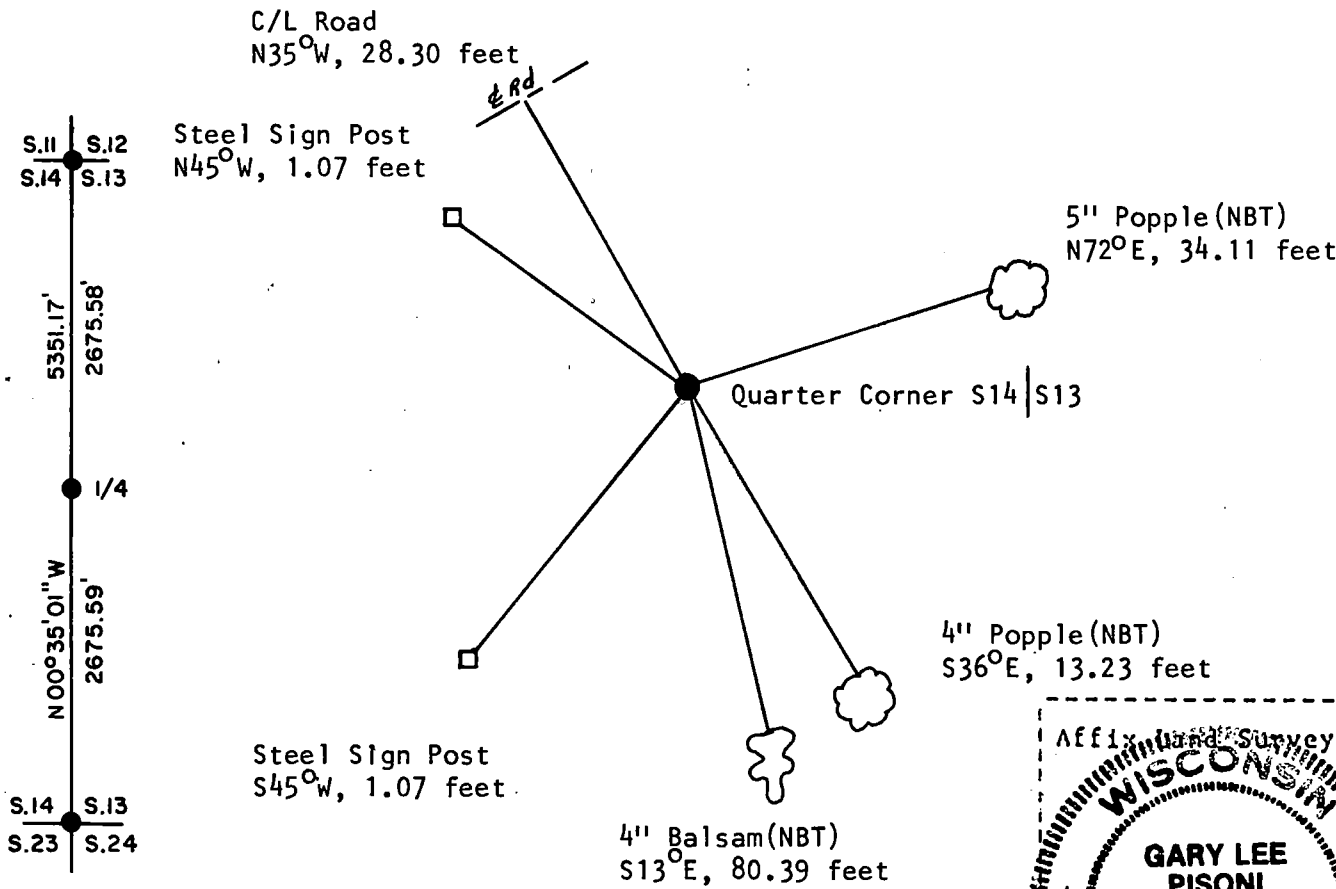 C/L Road
N35°W, 28.30 feet
℄ Rd
Steel Sign Post
N45°W, 1.07 feet
S.11 S.12
S.14 S.13
5" Popple(NBT)
N72°E, 34.11 feet
5351.17'
2675.58'
Quarter Corner S14|S13
1/4
N00°35'01"W
2675.59'
4" Popple(NBT)
S36°E, 13.23 feet
Steel Sign Post
S45°W, 1.07 feet
S.14 S.13
S.23 S.24
4" Balsam(NBT)
S13°E, 80.39 feet
Affix Land Survey
WISCONSIN
GARY LEE
PISONI